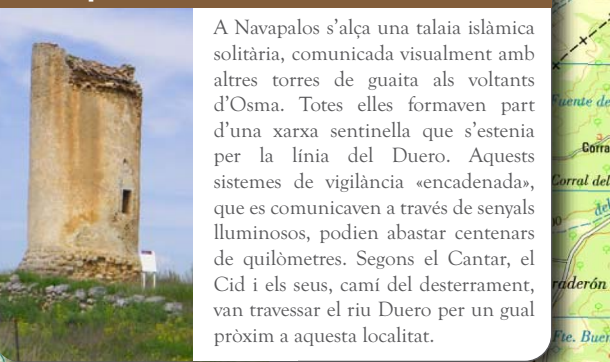 A Navapalos s’alça una talaia islàmica
solitària, comunicada visualment amb
altres torres de guaita als voltants
d’Osma. Totes elles formaven part
d’una xarxa sentinella que s’estenia
per la línia del Duero. Aquests
sistemes de vigilància «encadenada»,
que es comunicaven a través de senyals
lluminosos, podien abastar centenars
de quilòmetres. Segons el Cantar, el
Cid i els seus, camí del desterrament,
van travessar el riu Duero per un gual
pròxim a aquesta localitat.
Fuente de
Corra
Corral del
del
raderón
Fte. Buen